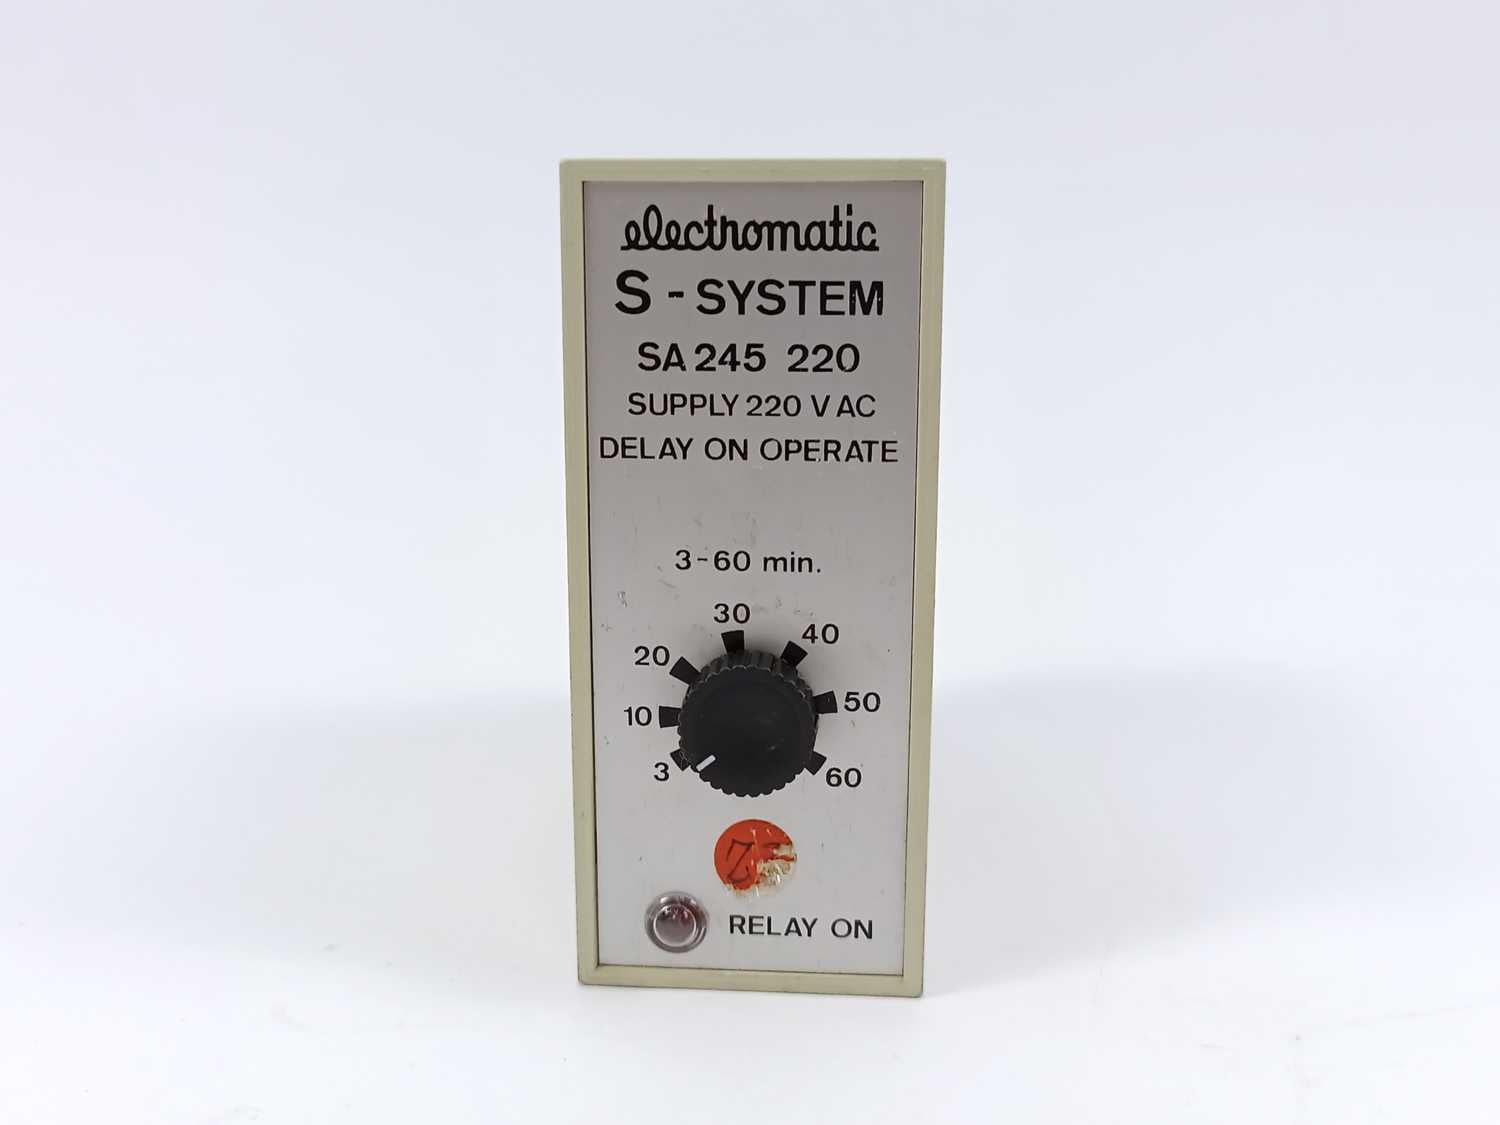 electromatic
S - SYSTEM
SA 245 220
SUPPLY 220 V AC
DELAY ON OPERATE
3-60 min.
30
40
20
50
10
3
60
RELAY ON